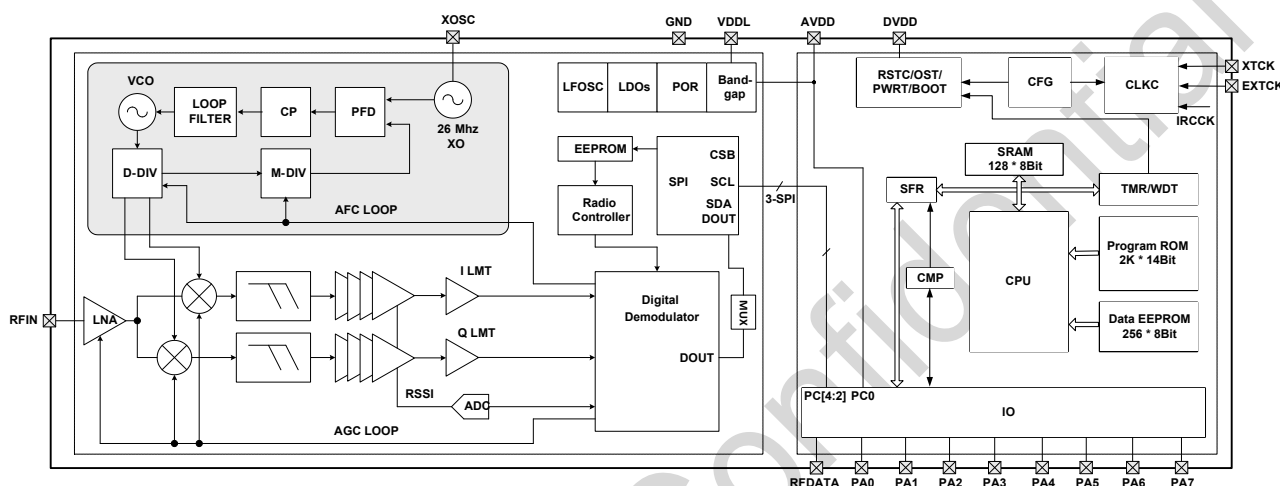 XOSC
GND
VDDL
AVDD
DVDD
VCO
LOOP
FILTER
CP
PFD
26 Mhz
XO
D-DIV
M-DIV
AFC LOOP
LFOSC
LDOs
POR
Band-
gap
EEPROM
Radio
Controller
SPI
CSB
SCL
SDA
DOUT
3-SPI
RFIN
LNA
I LMT
Q LMT
RSSI
ADC
AGC LOOP
Digital
Demodulator
DOUT
MUX
RSTC/OST/
PWRT/BOOT
CFG
CLKC
XTCK
EXTCK
IRCCK
SRAM
128 * 8Bit
SFR
TMR/WDT
CPU
CMP
Program ROM
2K * 14Bit
Data EEPROM
256 * 8Bit
PC[4:2] PC0
IO
RFDATA
PA0
PA1
PA2
PA3
PA4
PA5
PA6
PA7
Confidential